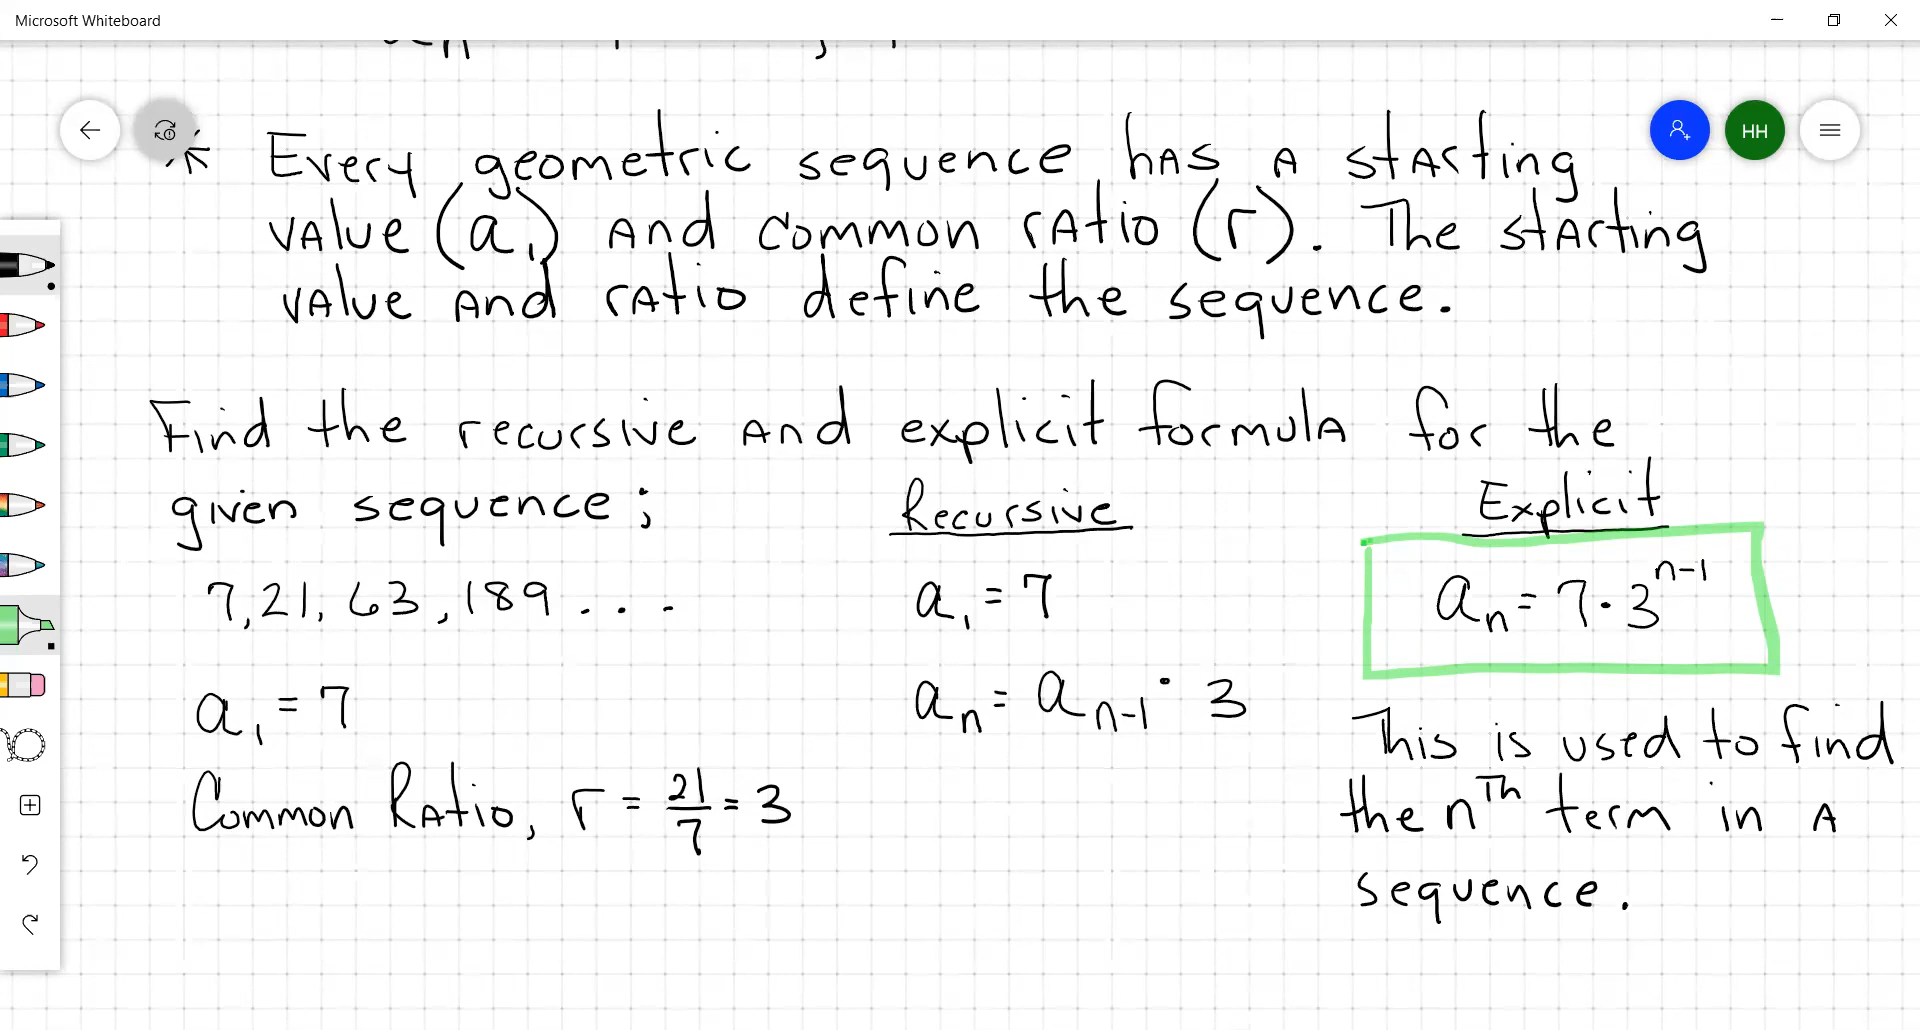 Microsoft Whiteboard
HH
* Every geometric sequence has a starting
value (a₁) and common ratio (r). The starting
value and ratio define the sequence.
Find the recursive and explicit formula for the
given sequence;
Recursive
Explicit
7, 21, 63, 189 . . .
a₁ = 7
aₙ = 7 · 3ⁿ⁻¹
a₁ = 7
aₙ = aₙ₋₁ · 3
Common Ratio, r = 21/7 = 3
This is used to find
the nᵀʰ term in a
sequence.